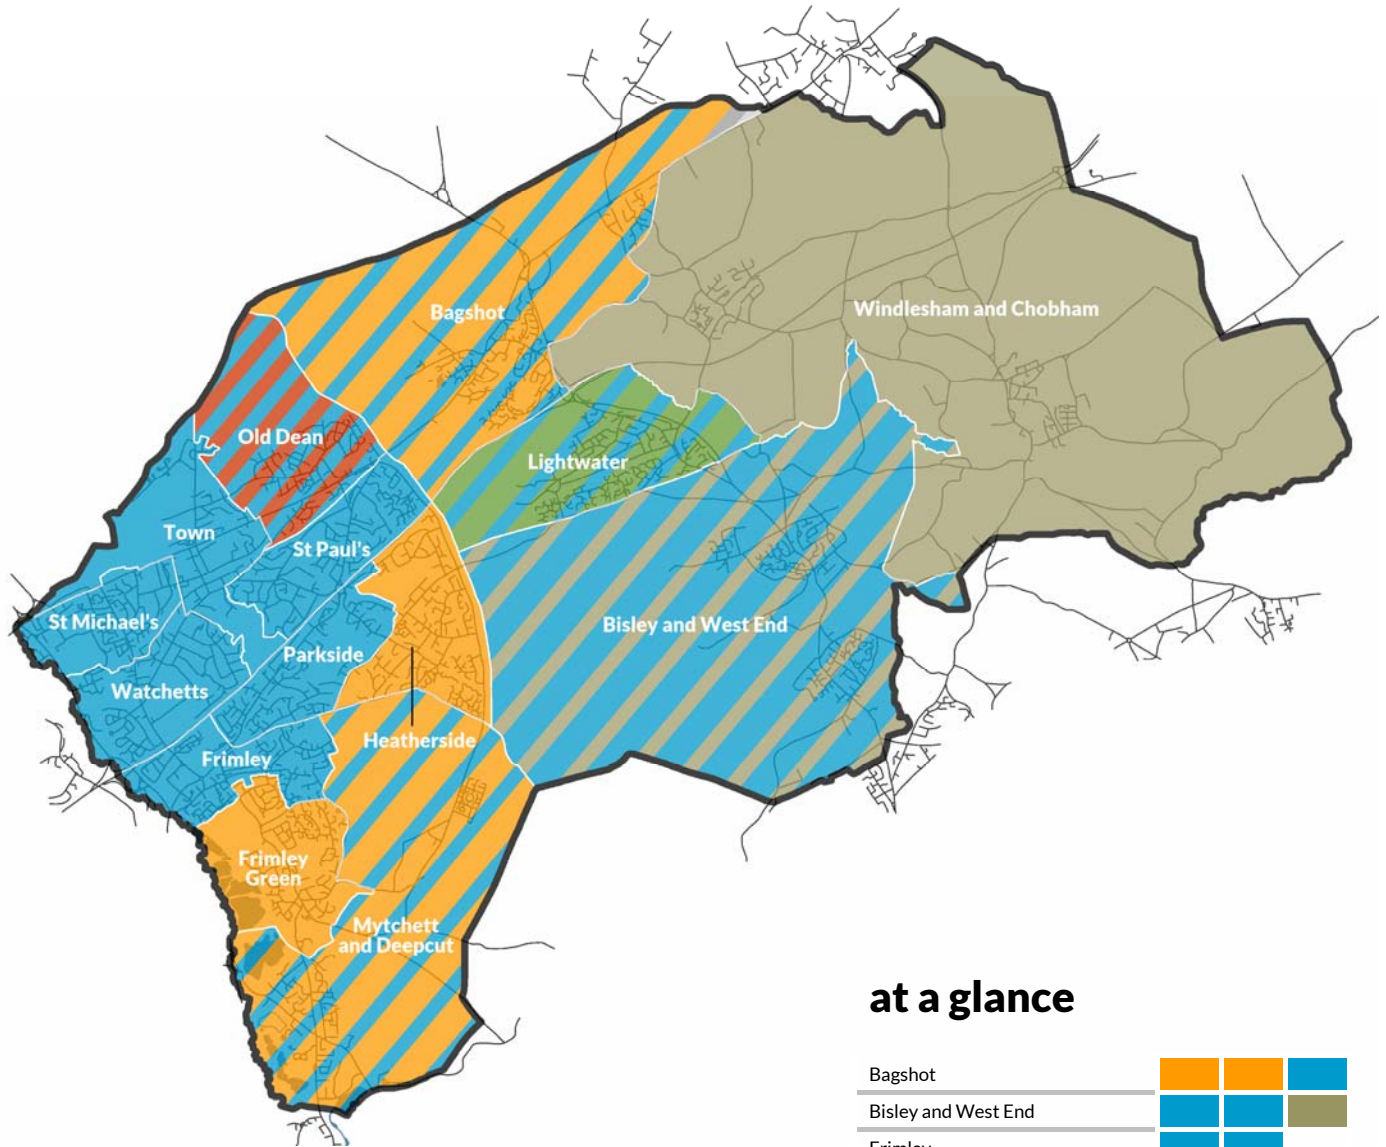 Bagshot
Windlesham and Chobham
Old Dean
Lightwater
Town
St Paul's
St Michael's
Bisley and West End
Parkside
Watchetts
Heatherside
Frimley
Frimley
Green
Mytchett
and Deepcut
at a glance
Bagshot
Bisley and West End
Frimley